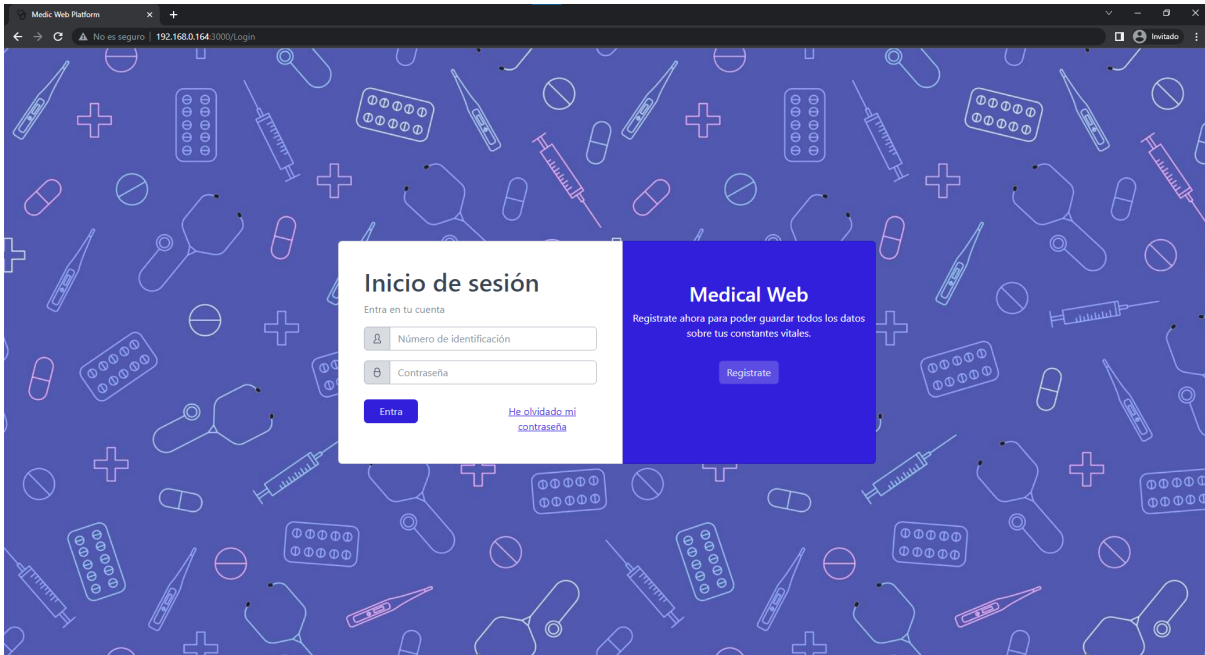 Medic Web Platform
No es seguro | 192.168.0.164:3000/Login
Invitado
Inicio de sesión
Entra en tu cuenta
Número de identificación
Contraseña
Entra
He olvidado mi
contraseña
Medical Web
Registrate ahora para poder guardar todos los datos
sobre tus constantes vitales.
Registrate